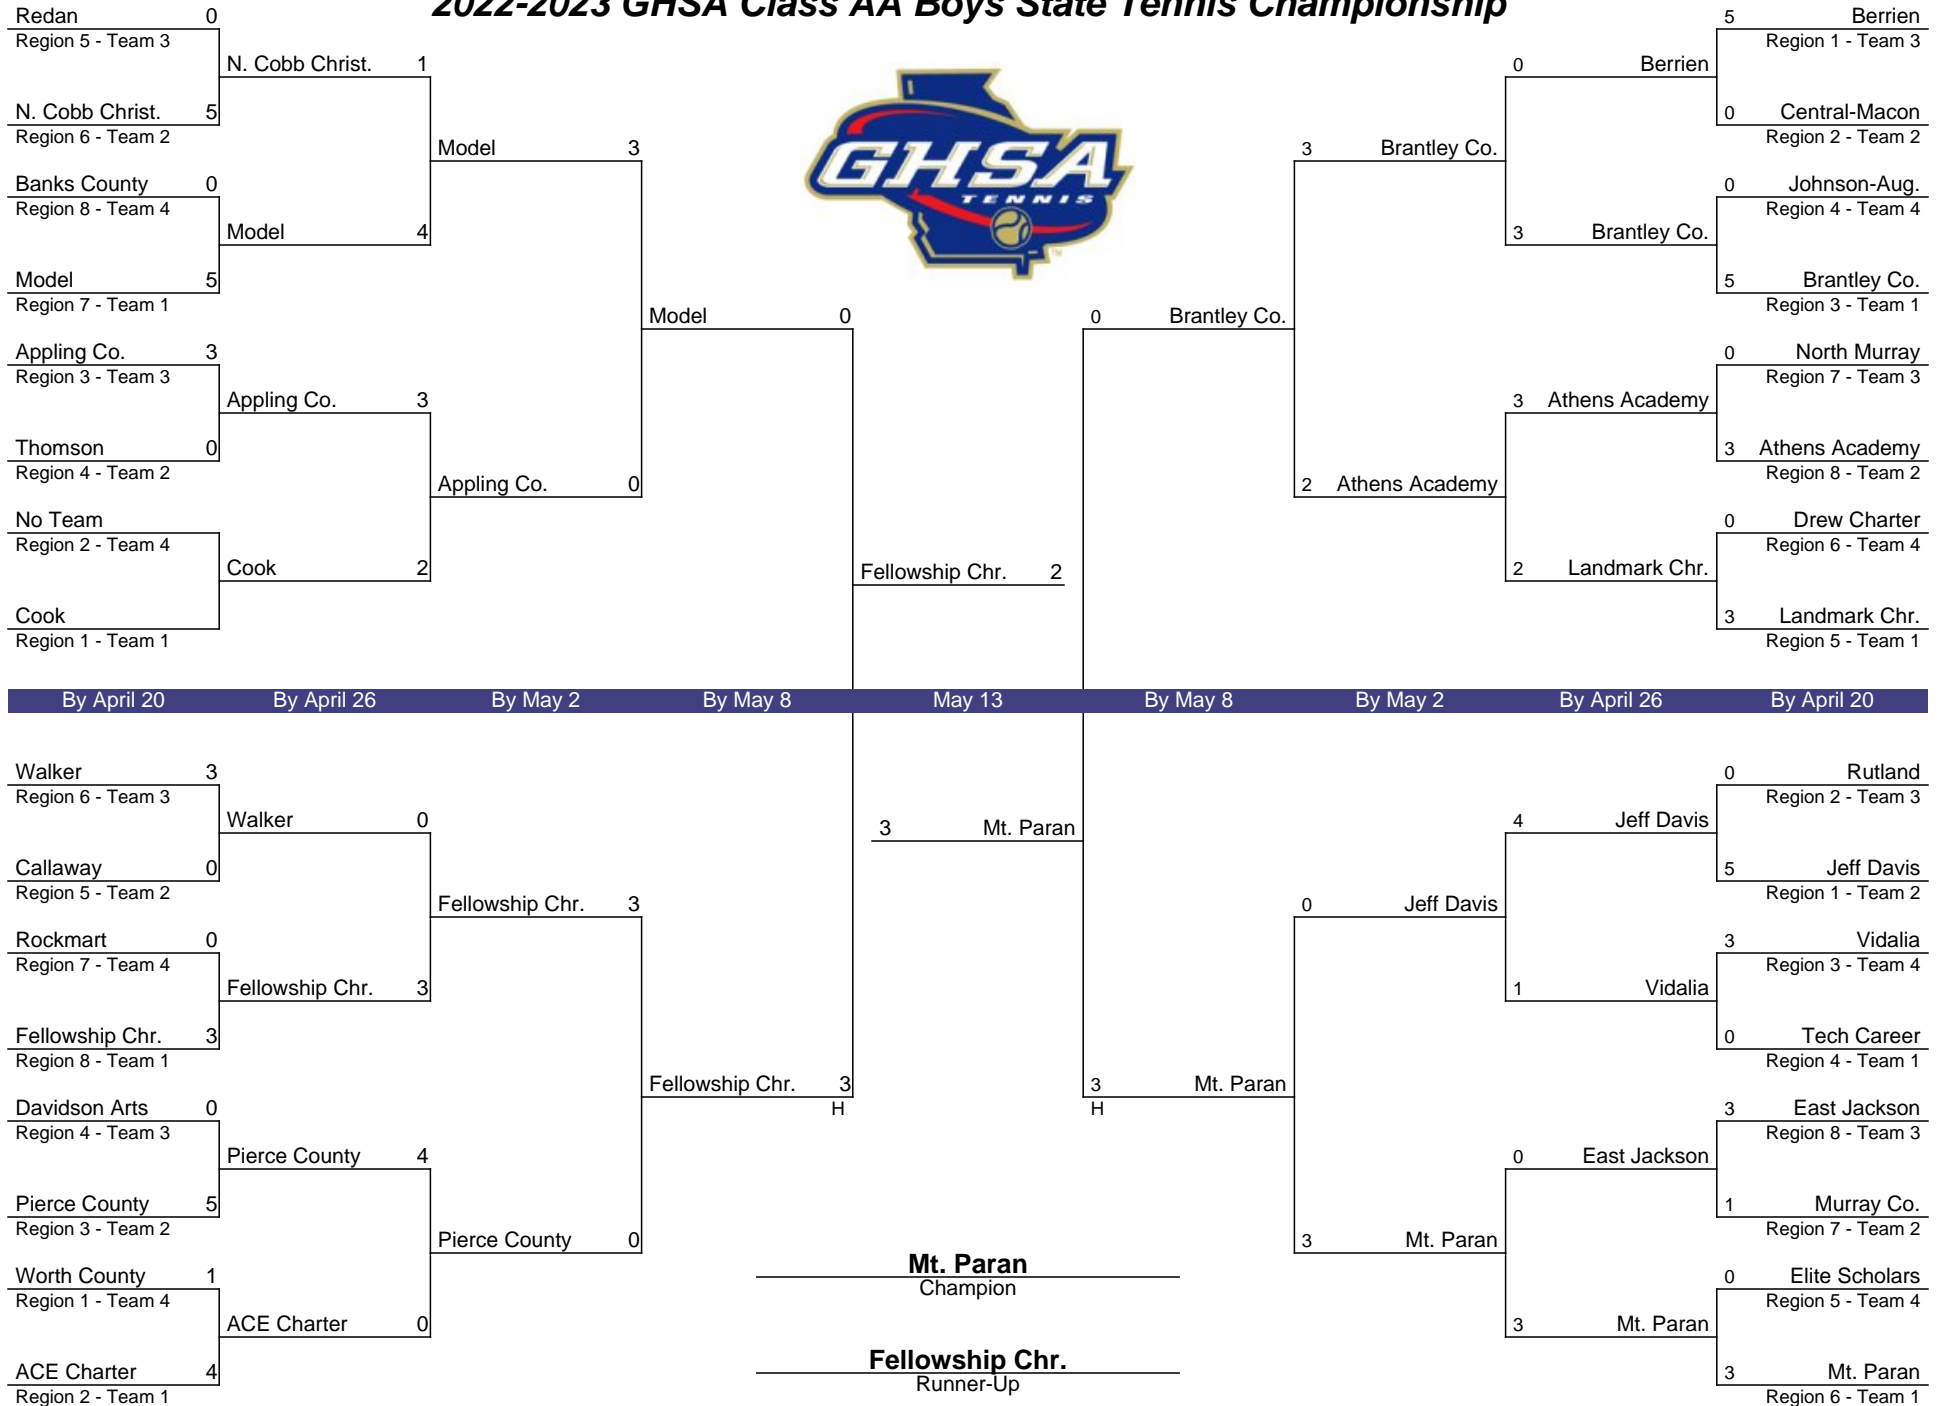 2022-2023 GHSA Class AA Boys State Tennis Championship
GHSA
TENNIS
TM
Redan 0
Region 5 - Team 3
N. Cobb Christ. 5
Region 6 - Team 2
Banks County 0
Region 8 - Team 4
Model 5
Region 7 - Team 1
Appling Co. 3
Region 3 - Team 3
Thomson 0
Region 4 - Team 2
No Team
Region 2 - Team 4
Cook
Region 1 - Team 1
N. Cobb Christ. 1
Model 4
Appling Co. 3
Cook 2
Model 3
Appling Co. 0
Model 0
Fellowship Chr. 2
0 Brantley Co.
3 Brantley Co.
2 Athens Academy
0 Berrien
3 Brantley Co.
3 Athens Academy
2 Landmark Chr.
5 Berrien
Region 1 - Team 3
0 Central-Macon
Region 2 - Team 2
0 Johnson-Aug.
Region 4 - Team 4
5 Brantley Co.
Region 3 - Team 1
0 North Murray
Region 7 - Team 3
3 Athens Academy
Region 8 - Team 2
0 Drew Charter
Region 6 - Team 4
3 Landmark Chr.
Region 5 - Team 1
By April 20 By April 26 By May 2 By May 8 May 13 By May 8 By May 2 By April 26 By April 20
Walker 3
Region 6 - Team 3
Callaway 0
Region 5 - Team 2
Rockmart 0
Region 7 - Team 4
Fellowship Chr. 3
Region 8 - Team 1
Davidson Arts 0
Region 4 - Team 3
Pierce County 5
Region 3 - Team 2
Worth County 1
Region 1 - Team 4
ACE Charter 4
Region 2 - Team 1
Walker 0
Fellowship Chr. 3
Pierce County 4
ACE Charter 0
Fellowship Chr. 3
Pierce County 0
Fellowship Chr. 3
H
3 Mt. Paran
3 Mt. Paran
H
0 Jeff Davis
3 Mt. Paran
4 Jeff Davis
1 Vidalia
0 East Jackson
3 Mt. Paran
0 Rutland
Region 2 - Team 3
5 Jeff Davis
Region 1 - Team 2
3 Vidalia
Region 3 - Team 4
0 Tech Career
Region 4 - Team 1
3 East Jackson
Region 8 - Team 3
1 Murray Co.
Region 7 - Team 2
0 Elite Scholars
Region 5 - Team 4
3 Mt. Paran
Region 6 - Team 1
Mt. Paran
Champion
Fellowship Chr.
Runner-Up